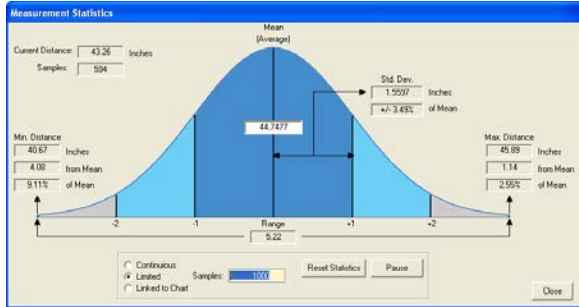 Measurement Statistics
Mean
(Average)
Current Distance: 43.26 Inches
Samples: 594
Std. Dev.
1.5597 Inches
+/- 3.49% of Mean
44.7477
Min. Distance
40.67 Inches
4.08 from Mean
9.11% of Mean
Max. Distance
45.89 Inches
1.14 from Mean
2.55% of Mean
-2 -1 Range +1 +2
5.22
Continuious
Limited
Linked to Chart
Samples: 1000
Reset Statistics
Pause
Close